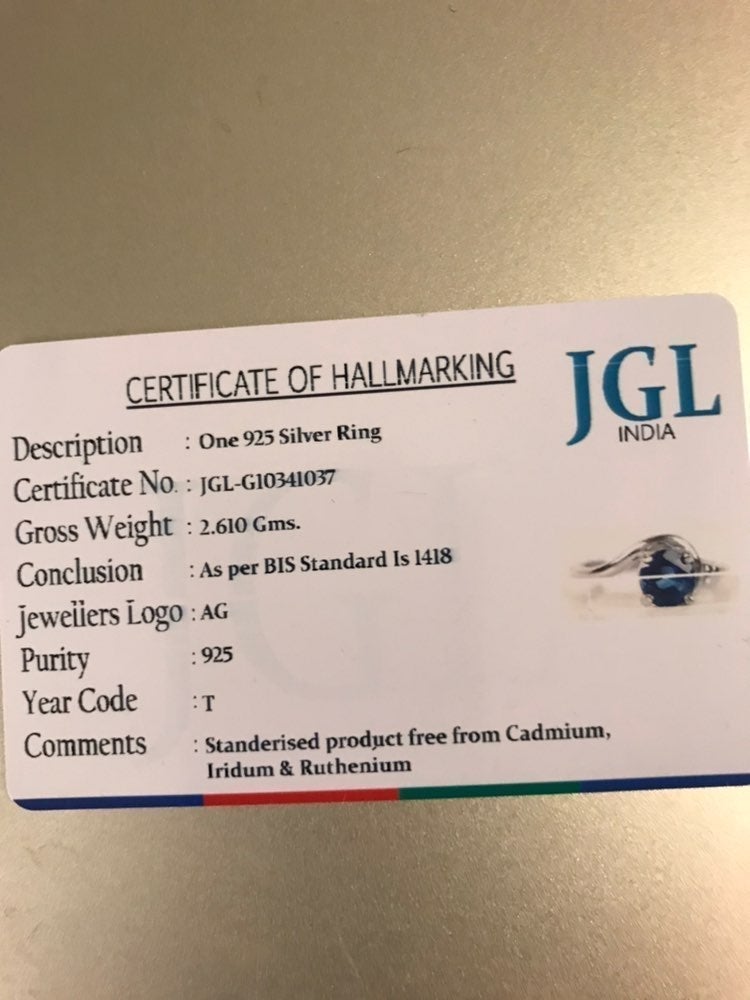 CERTIFICATE OF HALLMARKING
JGL
INDIA
Description : One 925 Silver Ring
Certificate No. : JGL-G10341037
Gross Weight : 2.610 Gms.
Conclusion : As per BIS Standard Is 1418
Jewellers Logo : AG
Purity : 925
Year Code : T
Comments : Standerised product free from Cadmium,
Iridum & Ruthenium